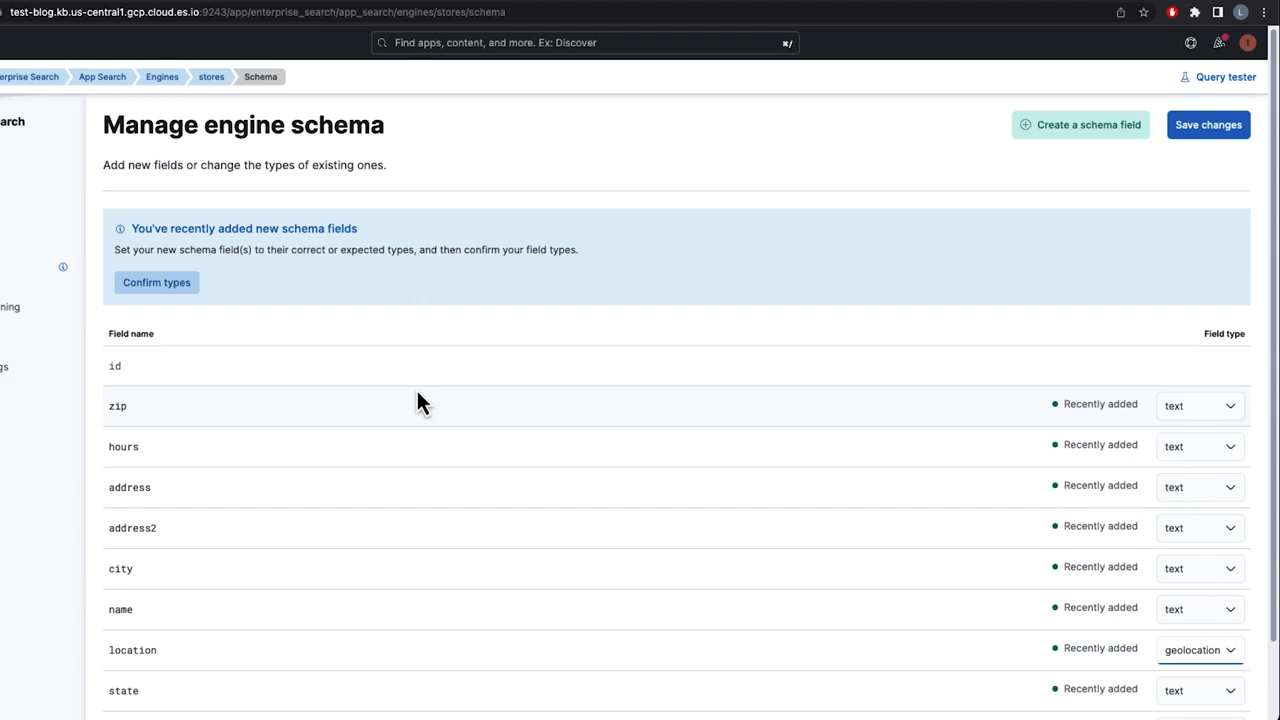 test-blog.kb.us-central1.gcp.cloud.es.io:9243/app/enterprise_search/app_search/engines/stores/schema
L
Find apps, content, and more. Ex: Discover
⌘/
I
erprise Search App Search Engines stores Schema
Query tester
arch
Manage engine schema
Create a schema field
Save changes
Add new fields or change the types of existing ones.
You've recently added new schema fields
Set your new schema field(s) to their correct or expected types, and then confirm your field types.
Confirm types
ning
gs
Field name Field type
id
zip Recently added text
hours Recently added text
address Recently added text
address2 Recently added text
city Recently added text
name Recently added text
location Recently added geolocation
state Recently added text